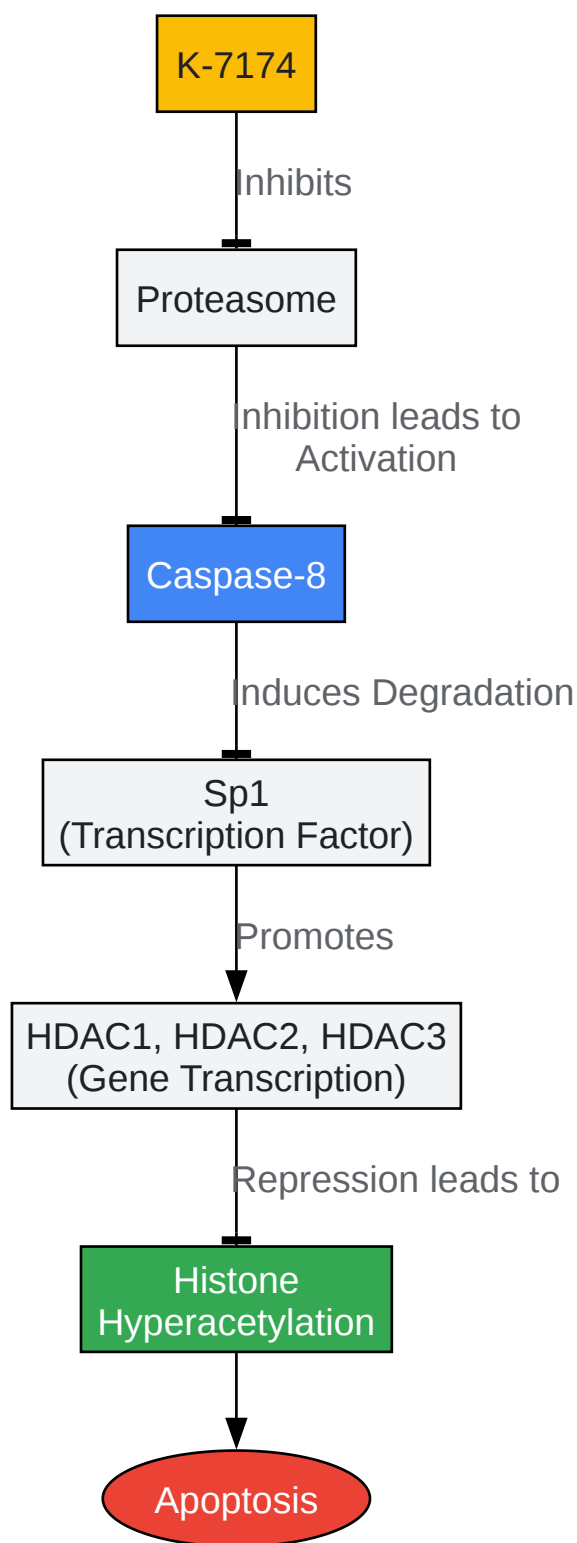 K-7174
Inhibits
Proteasome
Inhibition leads to
Activation
Caspase-8
Induces Degradation
Sp1
(Transcription Factor)
Promotes
HDAC1, HDAC2, HDAC3
(Gene Transcription)
Repression leads to
Histone
Hyperacetylation
Apoptosis